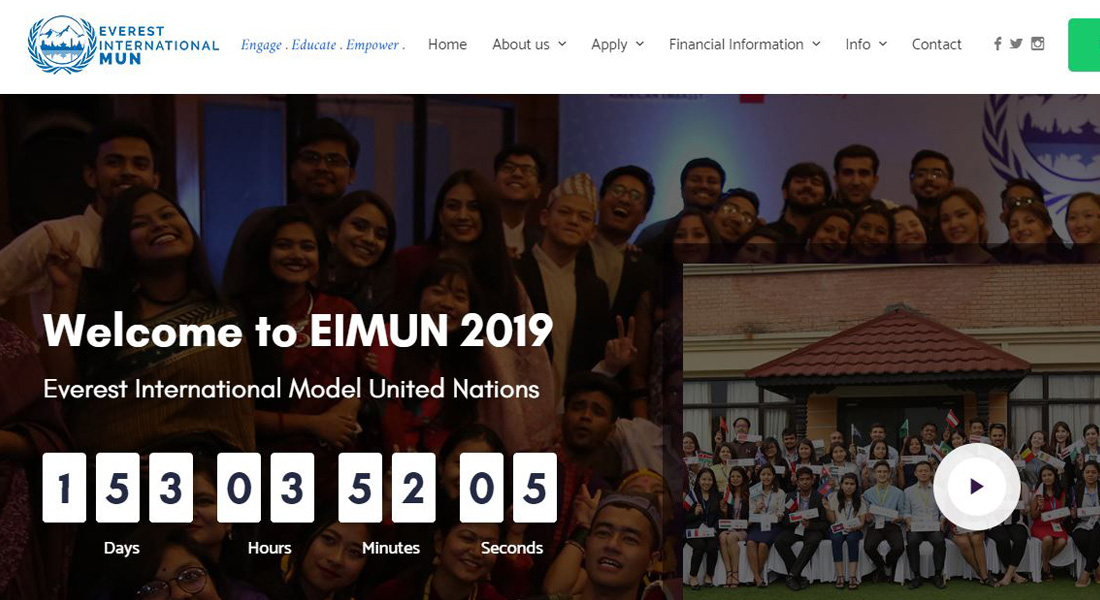 EVEREST
INTERNATIONAL
MUN
Engage . Educate . Empower .
Home
About us
Apply
Financial Information
Info
Contact
Welcome to EIMUN 2019
Everest International Model United Nations
153 03 52 05
Days Hours Minutes Seconds